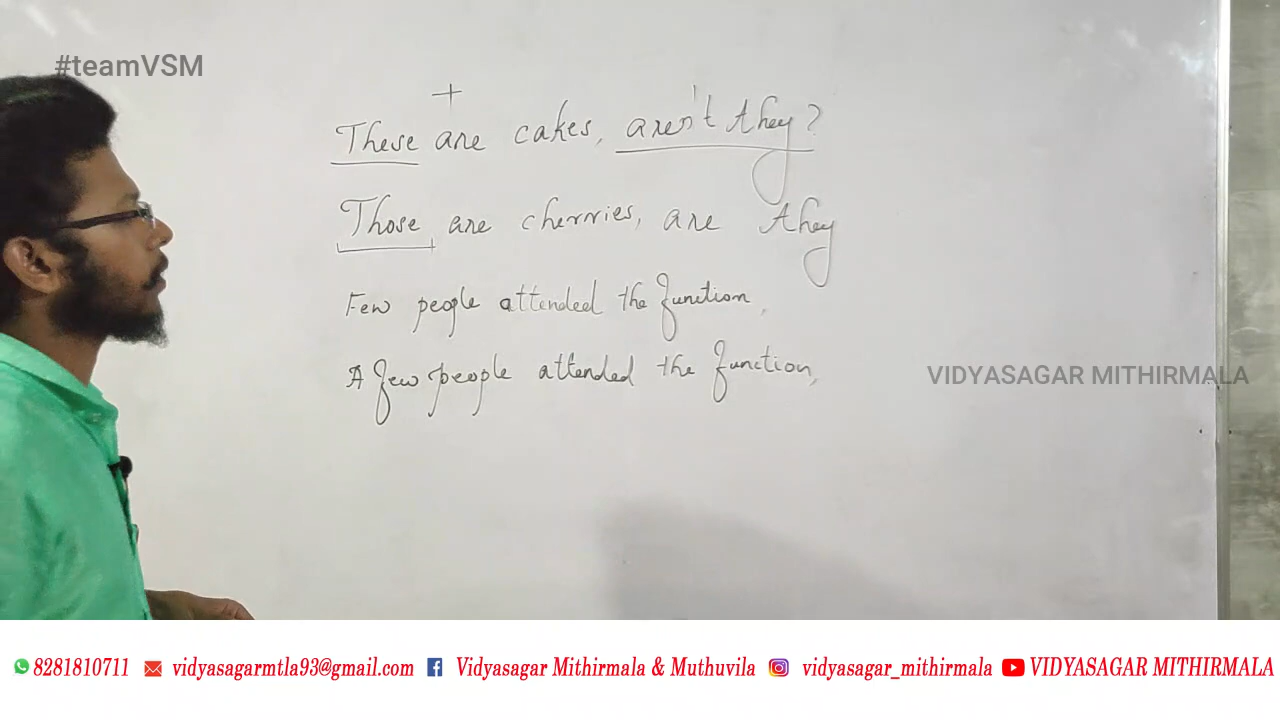 #teamVSM
+
These are cakes, aren't they?
Those are cherries, are they
Few people attended the function,
A few people attended the function,
VIDYASAGAR MITHIRMALA
8281810711 vidyasagarmtla93@gmail.com Vidyasagar Mithirmala & Muthuvila vidyasagar_mithirmala VIDYASAGAR MITHIRMALA